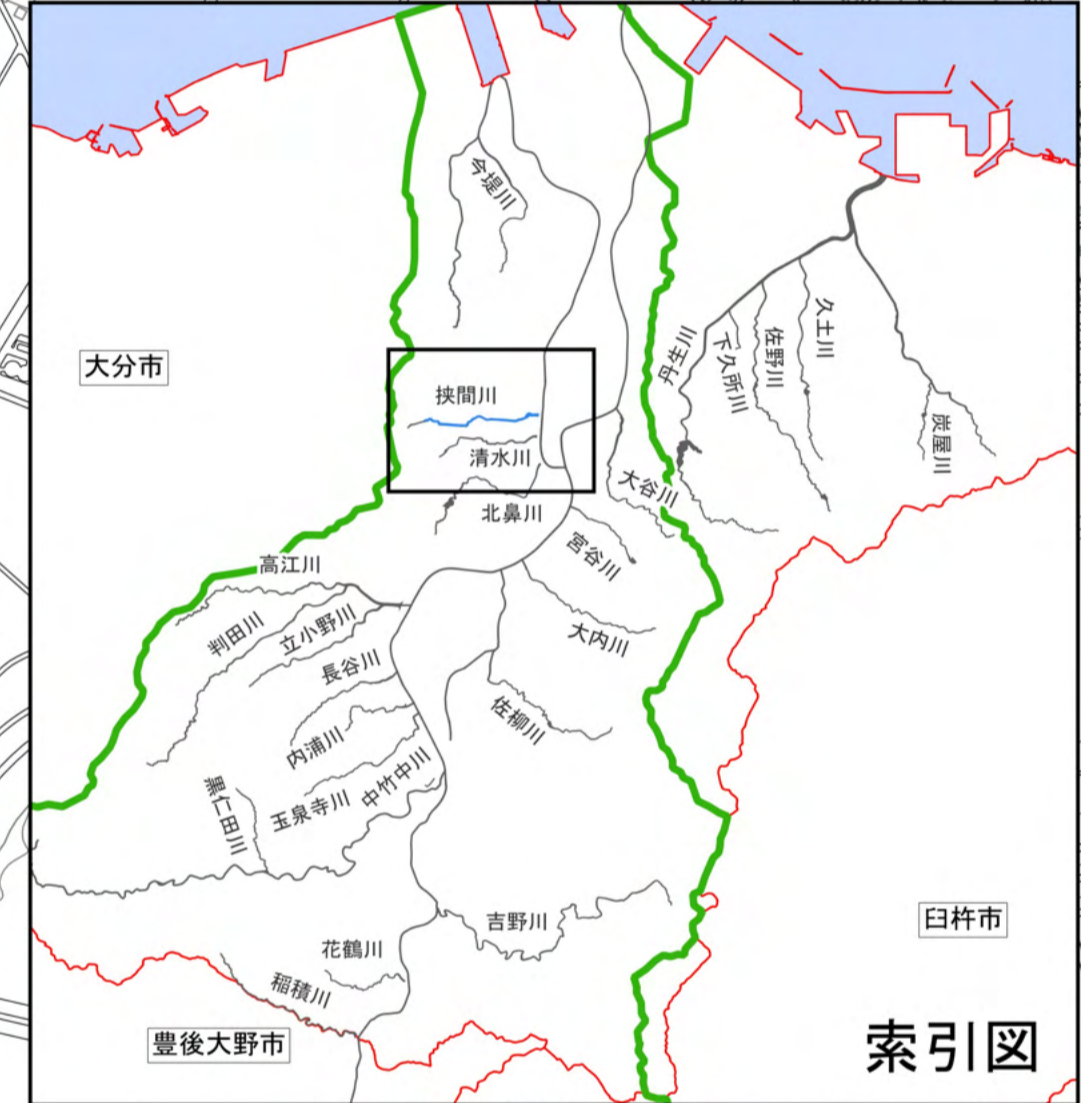 今堤川
大分市
挟間川
清水川
北鼻川
丹生川
下久所川
佐野川
久土川
炭屋川
大谷川
宮谷川
高江川
判田川
立小野川
長谷川
大内川
佐柳川
内浦川
中竹中川
玉泉寺川
黒仁田川
吉野川
花鶴川
稲積川
臼杵市
豊後大野市
索引図